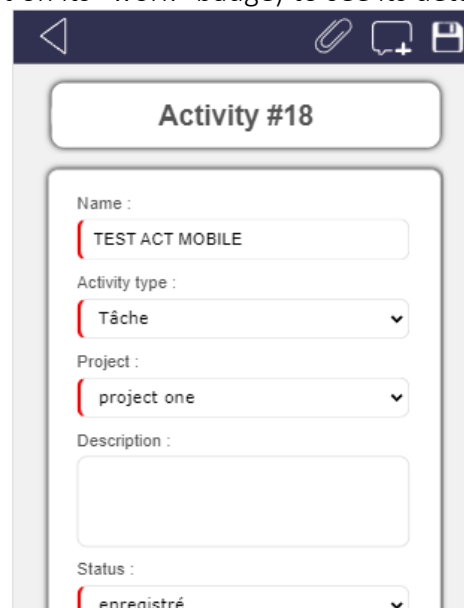 Activity #18
Name :
TEST ACT MOBILE
Activity type :
Tâche
Project :
project one
Description :
Status :
enregistré